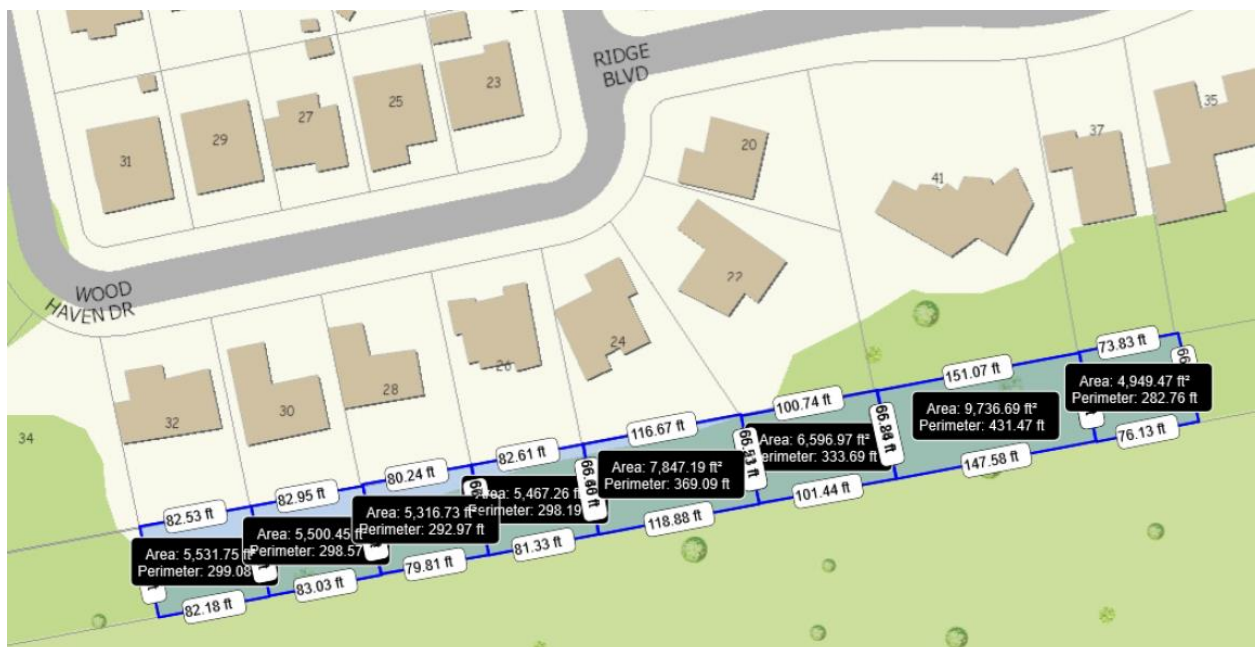 RIDGE
BLVD
23
25
27
29
31
20
41
37
35
WOOD
HAVEN DR
22
24
26
28
30
32
34
73.83 ft
151.07 ft
100.74 ft
116.67 ft
82.61 ft
80.24 ft
82.95 ft
82.53 ft
Area: 4,949.47 ft²
Perimeter: 282.76 ft
Area: 9,736.69 ft²
Perimeter: 431.47 ft
Area: 6,596.97 ft²
Perimeter: 333.69 ft
Area: 7,847.19 ft²
Perimeter: 369.09 ft
Area: 5,467.26 ft²
Perimeter: 298.19
Area: 5,316.73 ft²
Perimeter: 292.97 ft
Area: 5,500.45 ft²
Perimeter: 298.57
Area: 5,531.75 ft²
Perimeter: 299.08
76.13 ft
147.58 ft
101.44 ft
118.88 ft
81.33 ft
79.81 ft
83.03 ft
82.18 ft